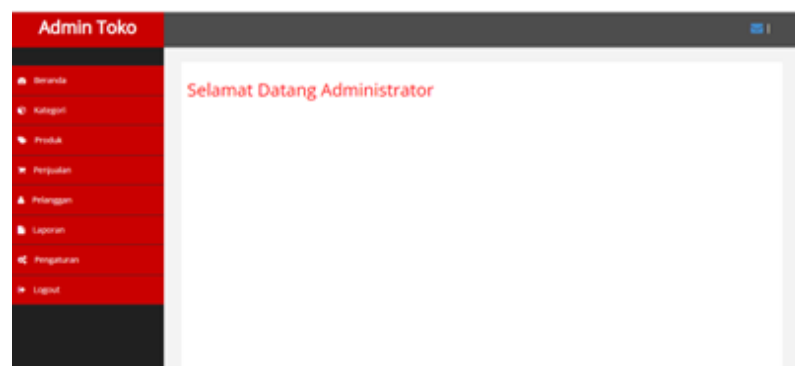 Admin Toko
Beranda
Kategori
Produk
Penjualan
Pelanggan
Laporan
Pengaturan
Logout
Selamat Datang Administrator